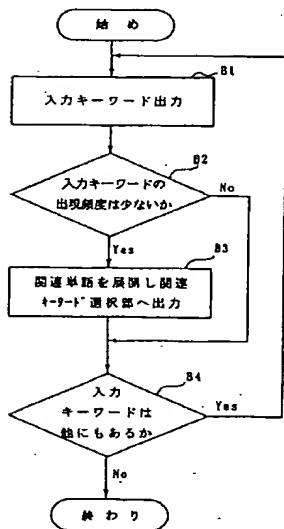 始め
B1
入力キーワード出力
B2
入力キーワードの
出現頻度は少ないか
No
Yes
B3
関連単語を展開し関連
キーワード選択部へ出力
B4
入力
キーワードは
他にもあるか
Yes
No
終わり